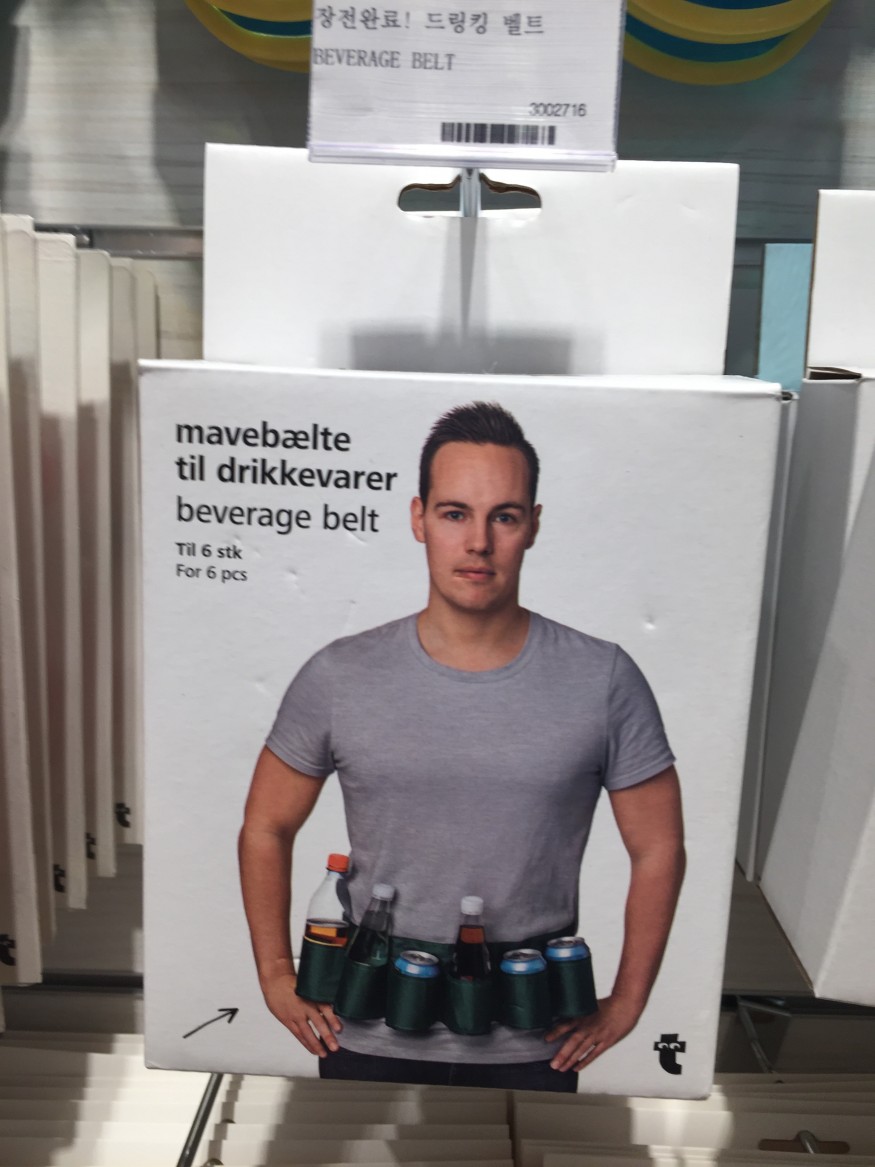 장전완료! 드링킹 벨트
BEVERAGE BELT
3002716
mavebælte
til drikkevarer
beverage belt
Til 6 stk
For 6 pcs